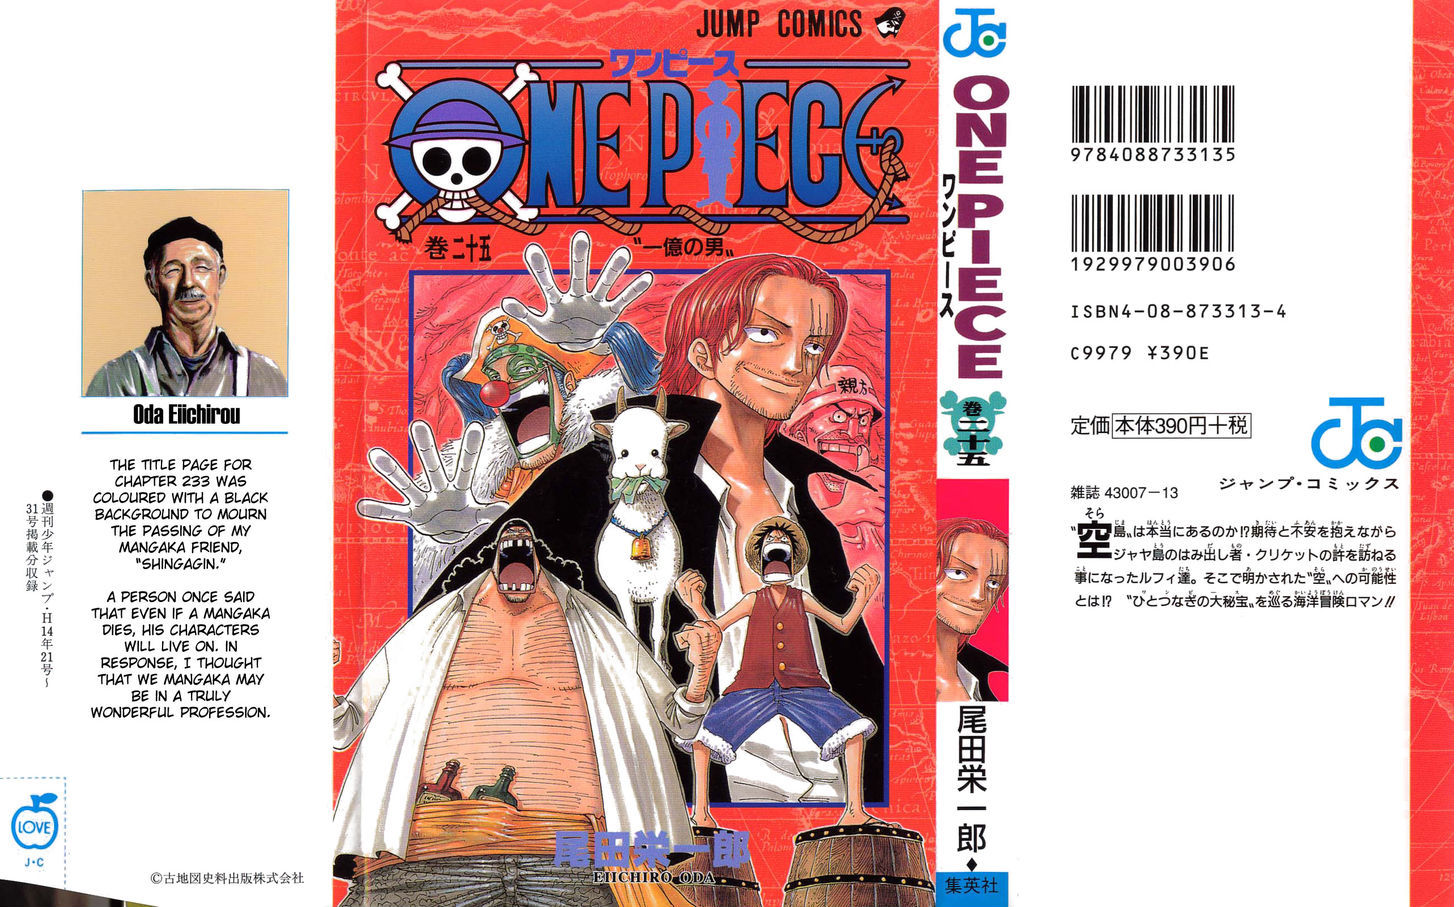 Oda Eiichirou
THE TITLE PAGE FOR
CHAPTER 233 WAS
COLOURED WITH A BLACK
BACKGROUND TO MOURN
THE PASSING OF MY
MANGAKA FRIEND,
"SHINGAGIN."
A PERSON ONCE SAID
THAT EVEN IF A MANGAKA
DIES, HIS CHARACTERS
WILL LIVE ON. IN
RESPONSE, I THOUGHT
THAT WE MANGAKA MAY
BE IN A TRULY
WONDERFUL PROFESSION.
●週刊少年ジャンプ・H14年21号~
31号掲載分収録
LOVE
J・C
©古地図史料出版株式会社
JUMP COMICS
ワンピース
ONE PIECE
巻二十五
〝一億の男〟
親方
尾田栄一郎
EIICHIRO ODA
JC
ONE PIECE
ワンピース
巻二十五
尾田栄一郎
集英社
9784088733135
1929979003906
ISBN4-08-873313-4
C9979 ¥390E
定価 本体390円+税
JC
ジャンプ・コミックス
雑誌 43007-13
〝空島〟は本当にあるのか!?期待と不安を抱えながら
ジャヤ島のはみ出し者・クリケットの許を訪ねる
事になったルフィ達。そこで明かされた〝空〟への可能性
とは!? 〝ひとつなぎの大秘宝〟を巡る海洋冒険ロマン!!